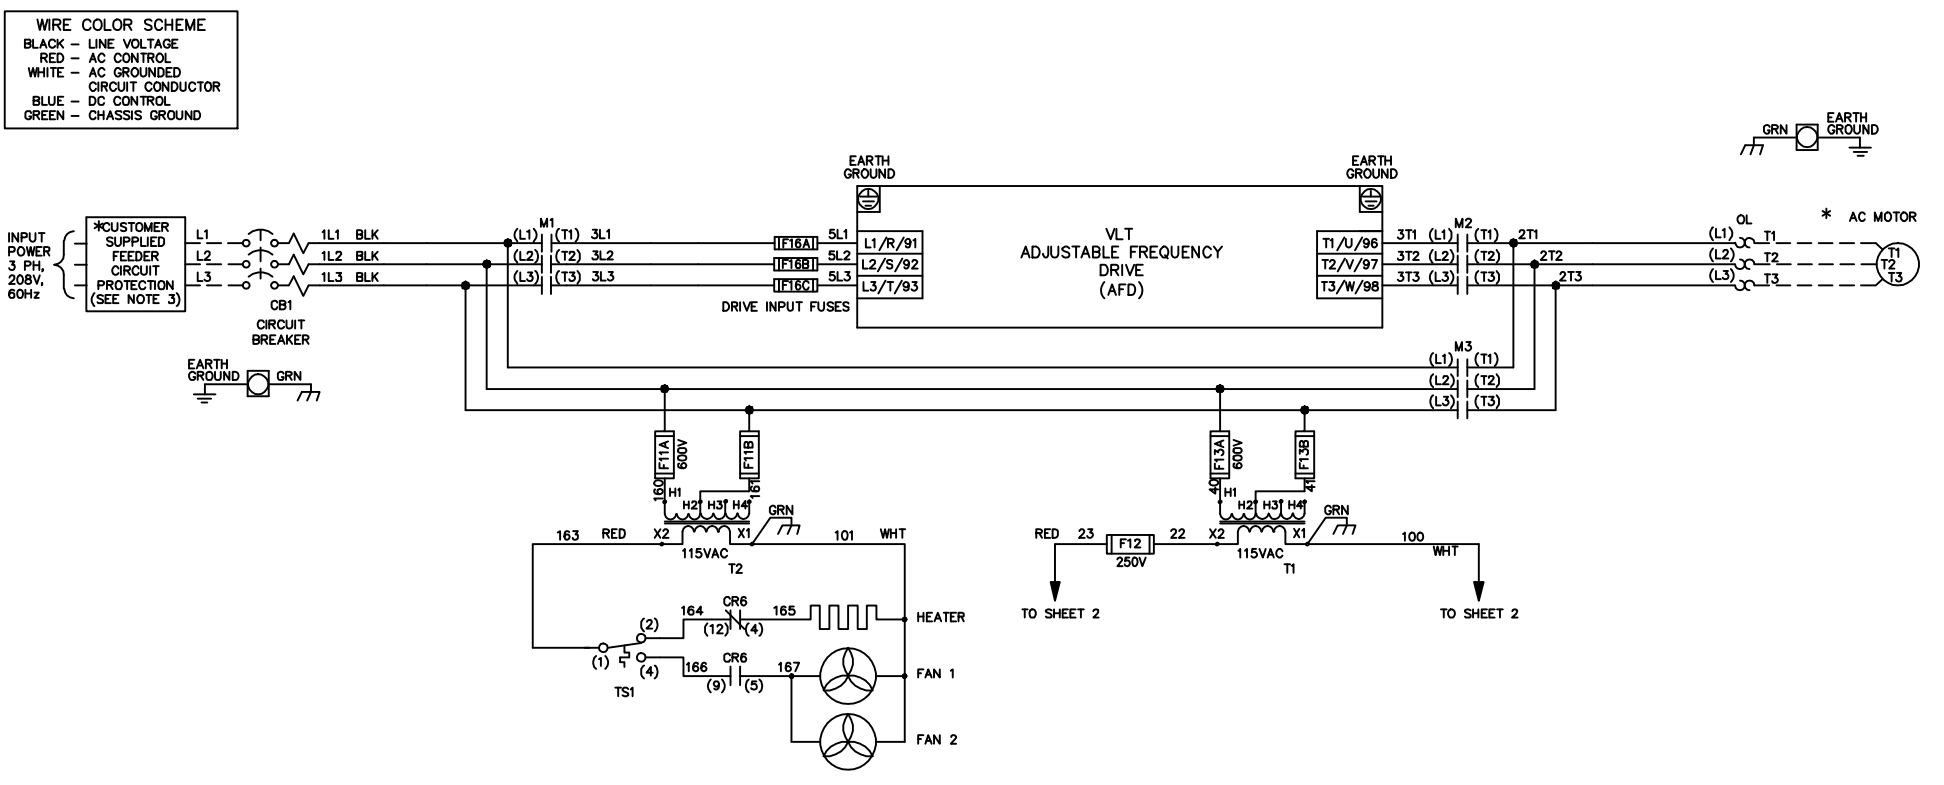 WIRE COLOR SCHEME
BLACK – LINE VOLTAGE
RED – AC CONTROL
WHITE – AC GROUNDED
CIRCUIT CONDUCTOR
BLUE – DC CONTROL
GREEN – CHASSIS GROUND
GRN
EARTH
GROUND
EARTH
GROUND
EARTH
GROUND
INPUT
POWER
3 PH,
208V,
60Hz
*CUSTOMER
SUPPLIED
FEEDER
CIRCUIT
PROTECTION
(SEE NOTE 3)
L1
L2
L3
CB1
CIRCUIT
BREAKER
1L1 BLK
1L2 BLK
1L3 BLK
M1
(L1) (T1) 3L1
(L2) (T2) 3L2
(L3) (T3) 3L3
F16A
F16B
F16C
DRIVE INPUT FUSES
5L1
5L2
5L3
L1/R/91
L2/S/92
L3/T/93
VLT
ADJUSTABLE FREQUENCY
DRIVE
(AFD)
T1/U/96
T2/V/97
T3/W/98
M2
3T1 (L1) (T1) 2T1
3T2 (L2) (T2) 2T2
3T3 (L3) (T3) 2T3
OL
(L1) T1
(L2) T2
(L3) T3
* AC MOTOR
T1
T2
T3
EARTH
GROUND
GRN
M3
(L1) (T1)
(L2) (T2)
(L3) (T3)
F11A
600V
F11B
160
161
H1
H2
H3
H4
GRN
163 RED X2
X1
101 WHT
115VAC
T2
F13A
600V
F13B
40
41
H1
H2
H3
H4
GRN
RED 23
F12
250V
22 X2
X1
100
WHT
115VAC
T1
TO SHEET 2
TO SHEET 2
164
CR6
165
(12) (4)
HEATER
(2)
(1)
(4)
TS1
166
CR6
167
(9) (5)
FAN 1
FAN 2